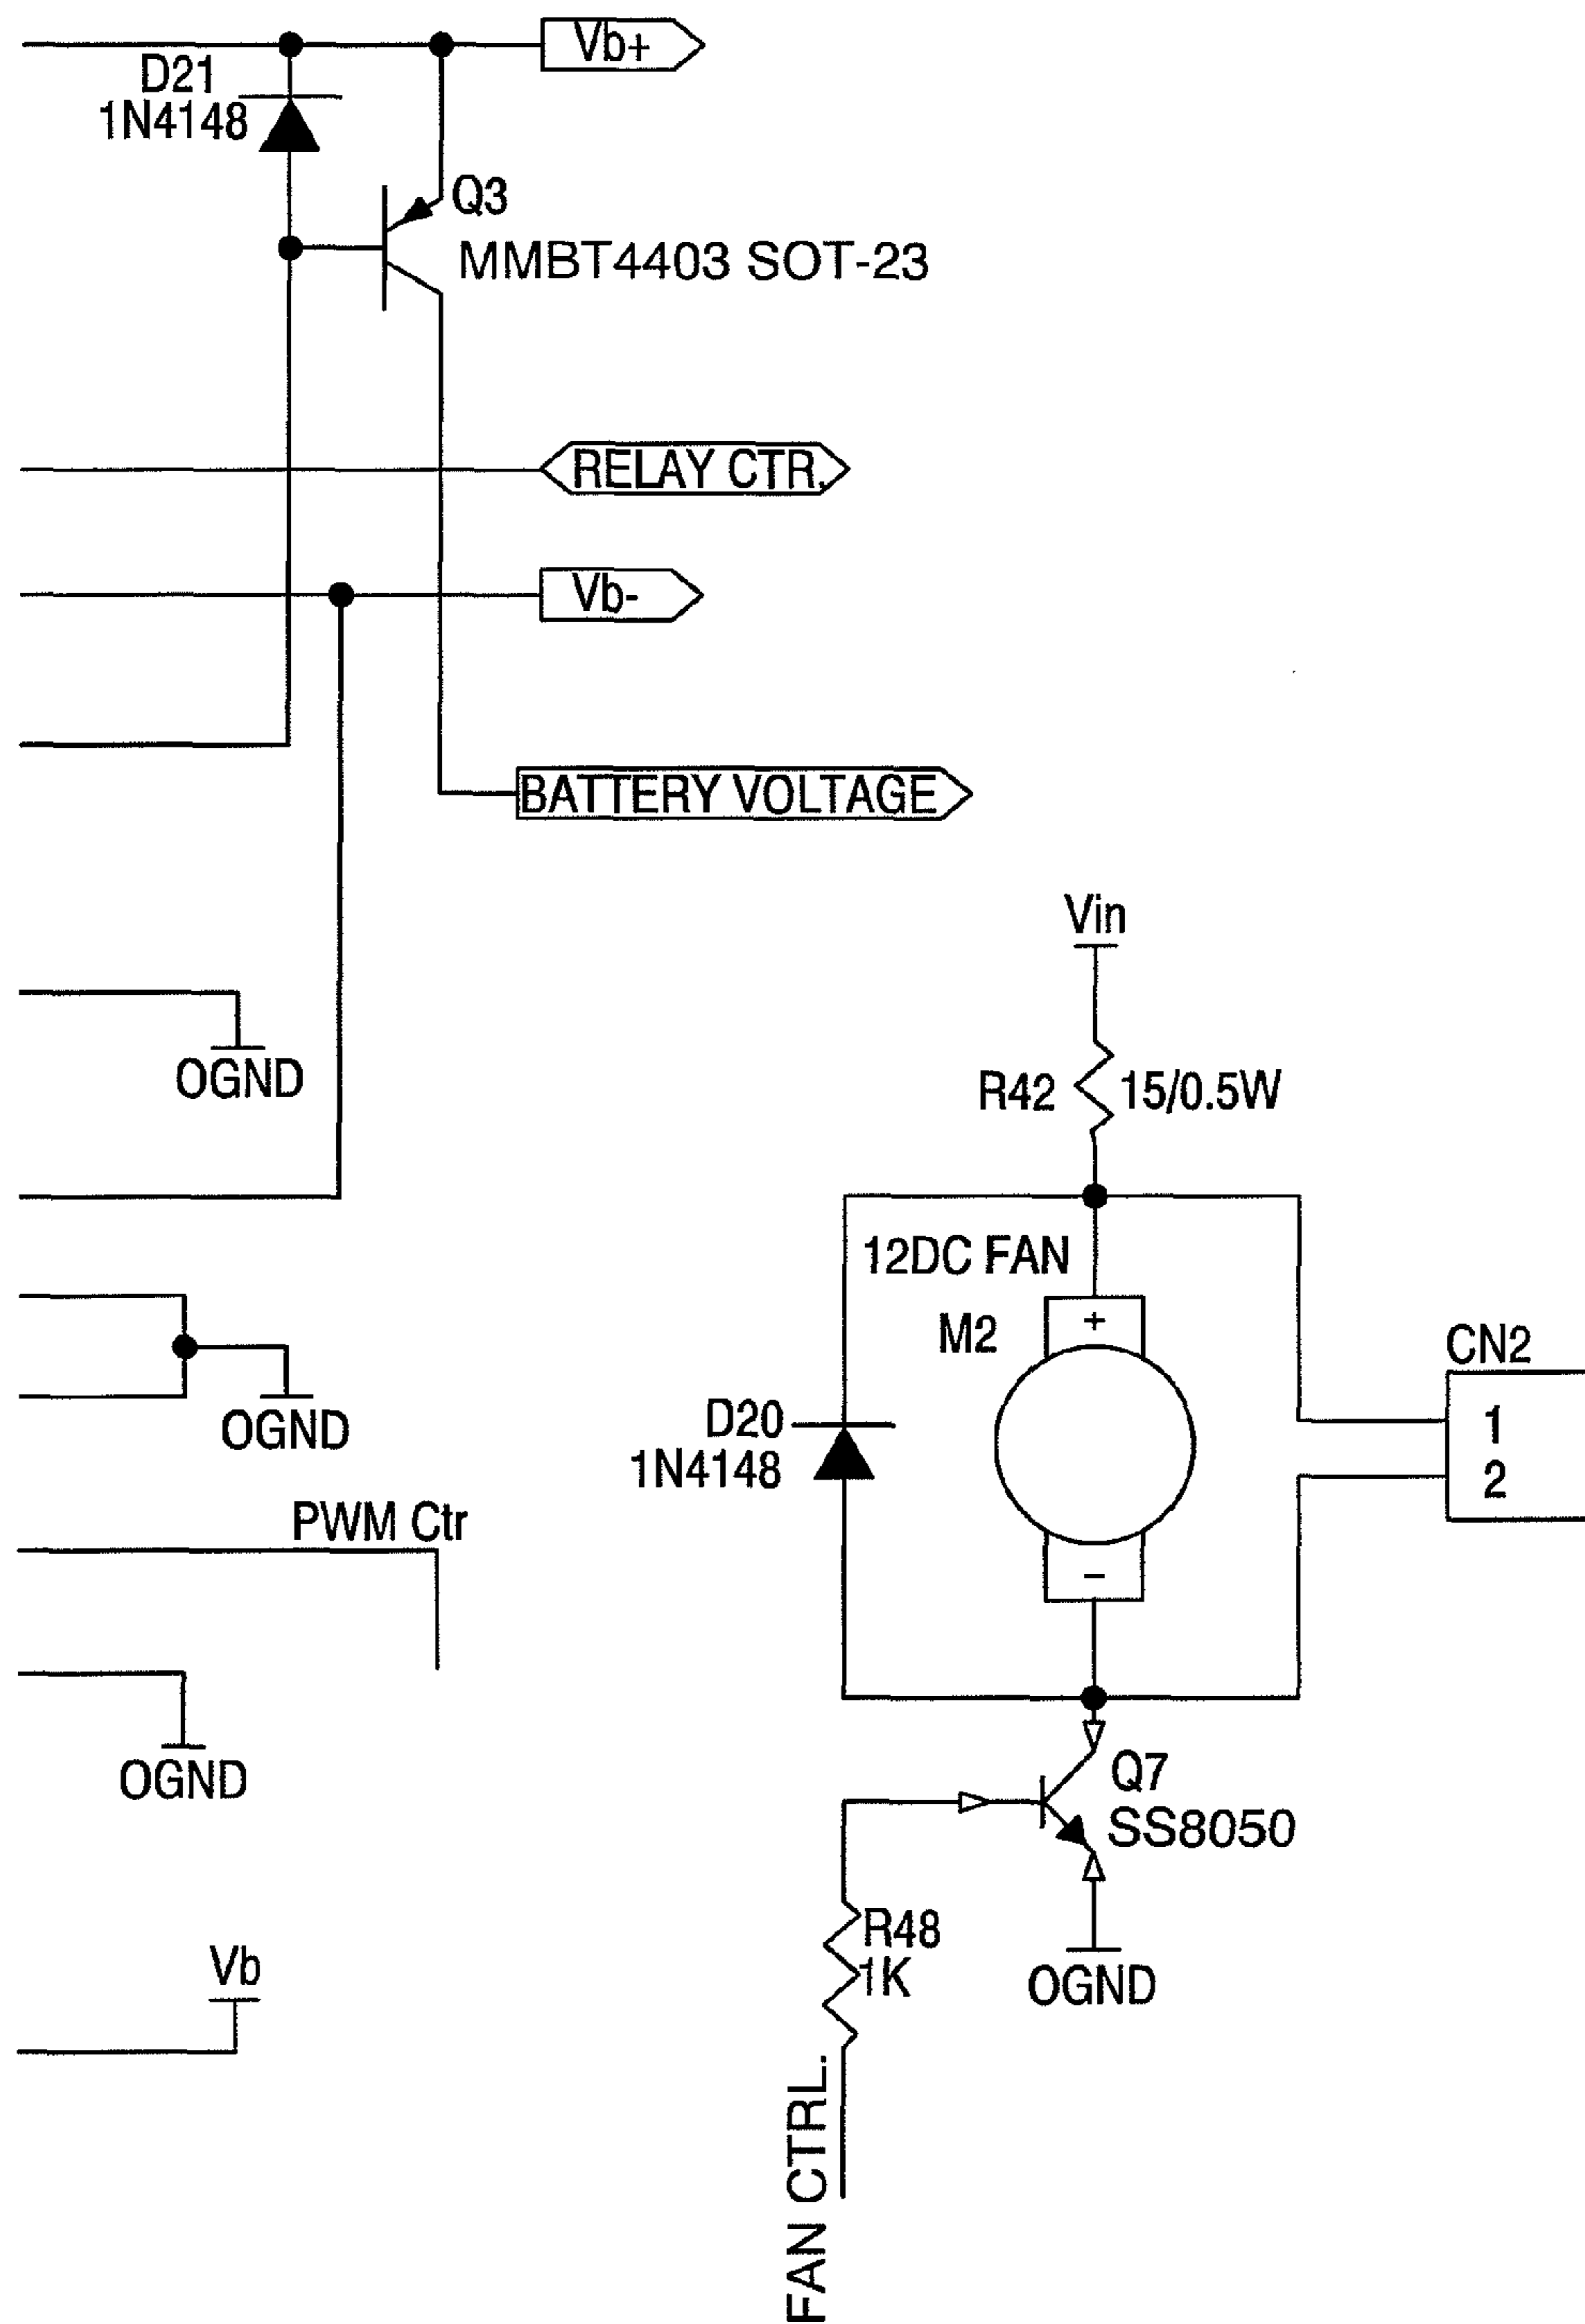 Vb+
D21
1N4148
Q3
MMBT4403 SOT-23
RELAY CTR.
Vb-
BATTERY VOLTAGE
Vin
OGND
R42 15/0.5W
12DC FAN
M2
+
CN2
1
2
D20
1N4148
OGND
PWM Ctr
-
OGND
Q7
SS8050
R48
1K
Vb
OGND
FAN CTRL.